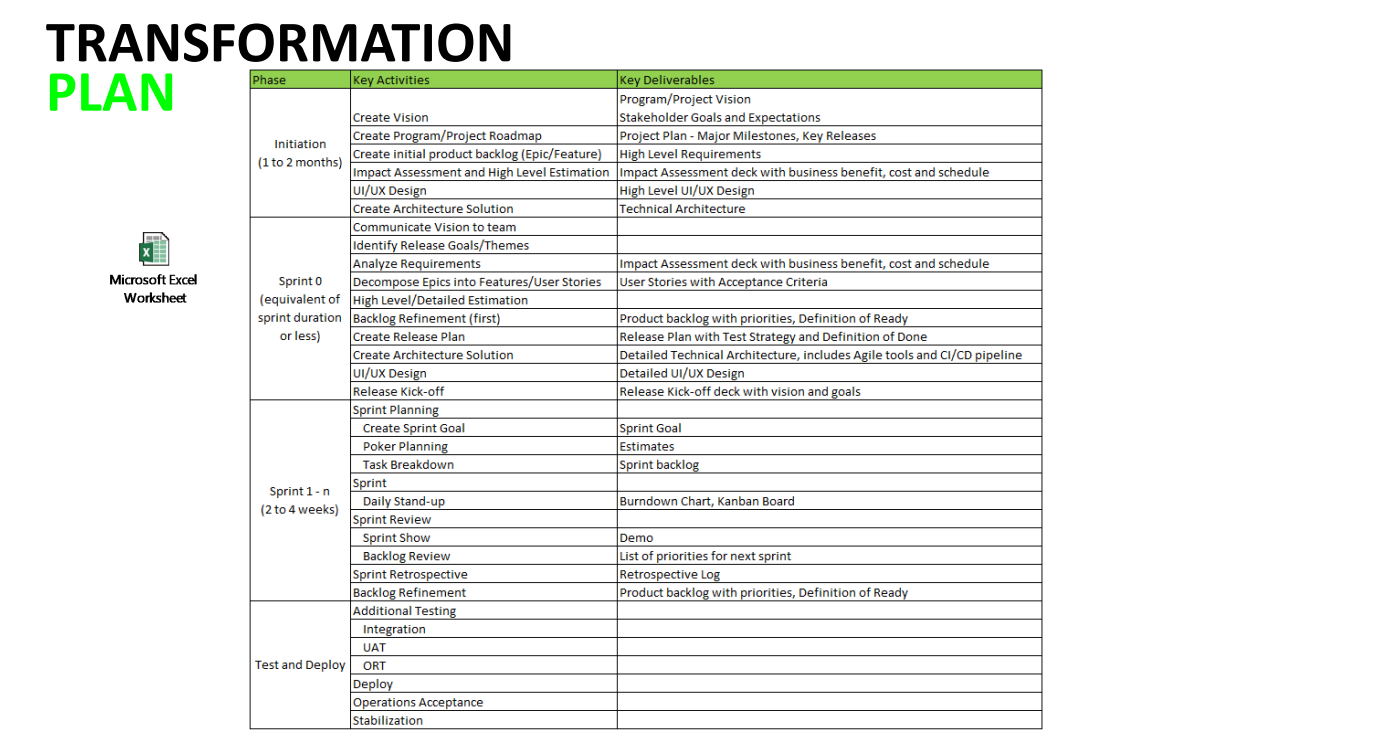 TRANSFORMATION
PLAN
Microsoft Excel
Worksheet
Phase Key Activities Key Deliverables
Initiation
(1 to 2 months)
Program/Project Vision
Create Vision Stakeholder Goals and Expectations
Create Program/Project Roadmap Project Plan - Major Milestones, Key Releases
Create initial product backlog (Epic/Feature) High Level Requirements
Impact Assessment and High Level Estimation Impact Assessment deck with business benefit, cost and schedule
UI/UX Design High Level UI/UX Design
Create Architecture Solution Technical Architecture
Sprint 0
(equivalent of
sprint duration
or less)
Communicate Vision to team
Identify Release Goals/Themes
Analyze Requirements Impact Assessment deck with business benefit, cost and schedule
Decompose Epics into Features/User Stories User Stories with Acceptance Criteria
High Level/Detailed Estimation
Backlog Refinement (first) Product backlog with priorities, Definition of Ready
Create Release Plan Release Plan with Test Strategy and Definition of Done
Create Architecture Solution Detailed Technical Architecture, includes Agile tools and CI/CD pipeline
UI/UX Design Detailed UI/UX Design
Release Kick-off Release Kick-off deck with vision and goals
Sprint 1 - n
(2 to 4 weeks)
Sprint Planning
Create Sprint Goal Sprint Goal
Poker Planning Estimates
Task Breakdown Sprint backlog
Sprint
Daily Stand-up Burndown Chart, Kanban Board
Sprint Review
Sprint Show Demo
Backlog Review List of priorities for next sprint
Sprint Retrospective Retrospective Log
Backlog Refinement Product backlog with priorities, Definition of Ready
Test and Deploy
Additional Testing
Integration
UAT
ORT
Deploy
Operations Acceptance
Stabilization